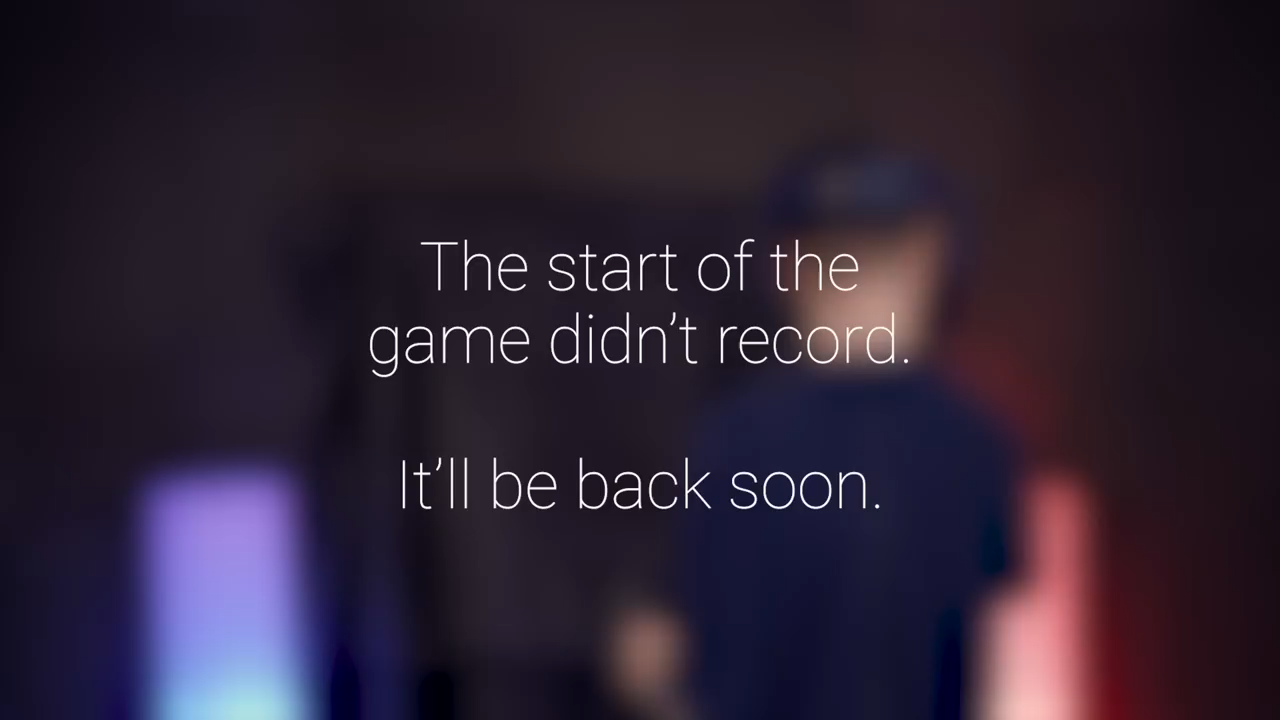 The start of the
game didn’t record.
It’ll be back soon.